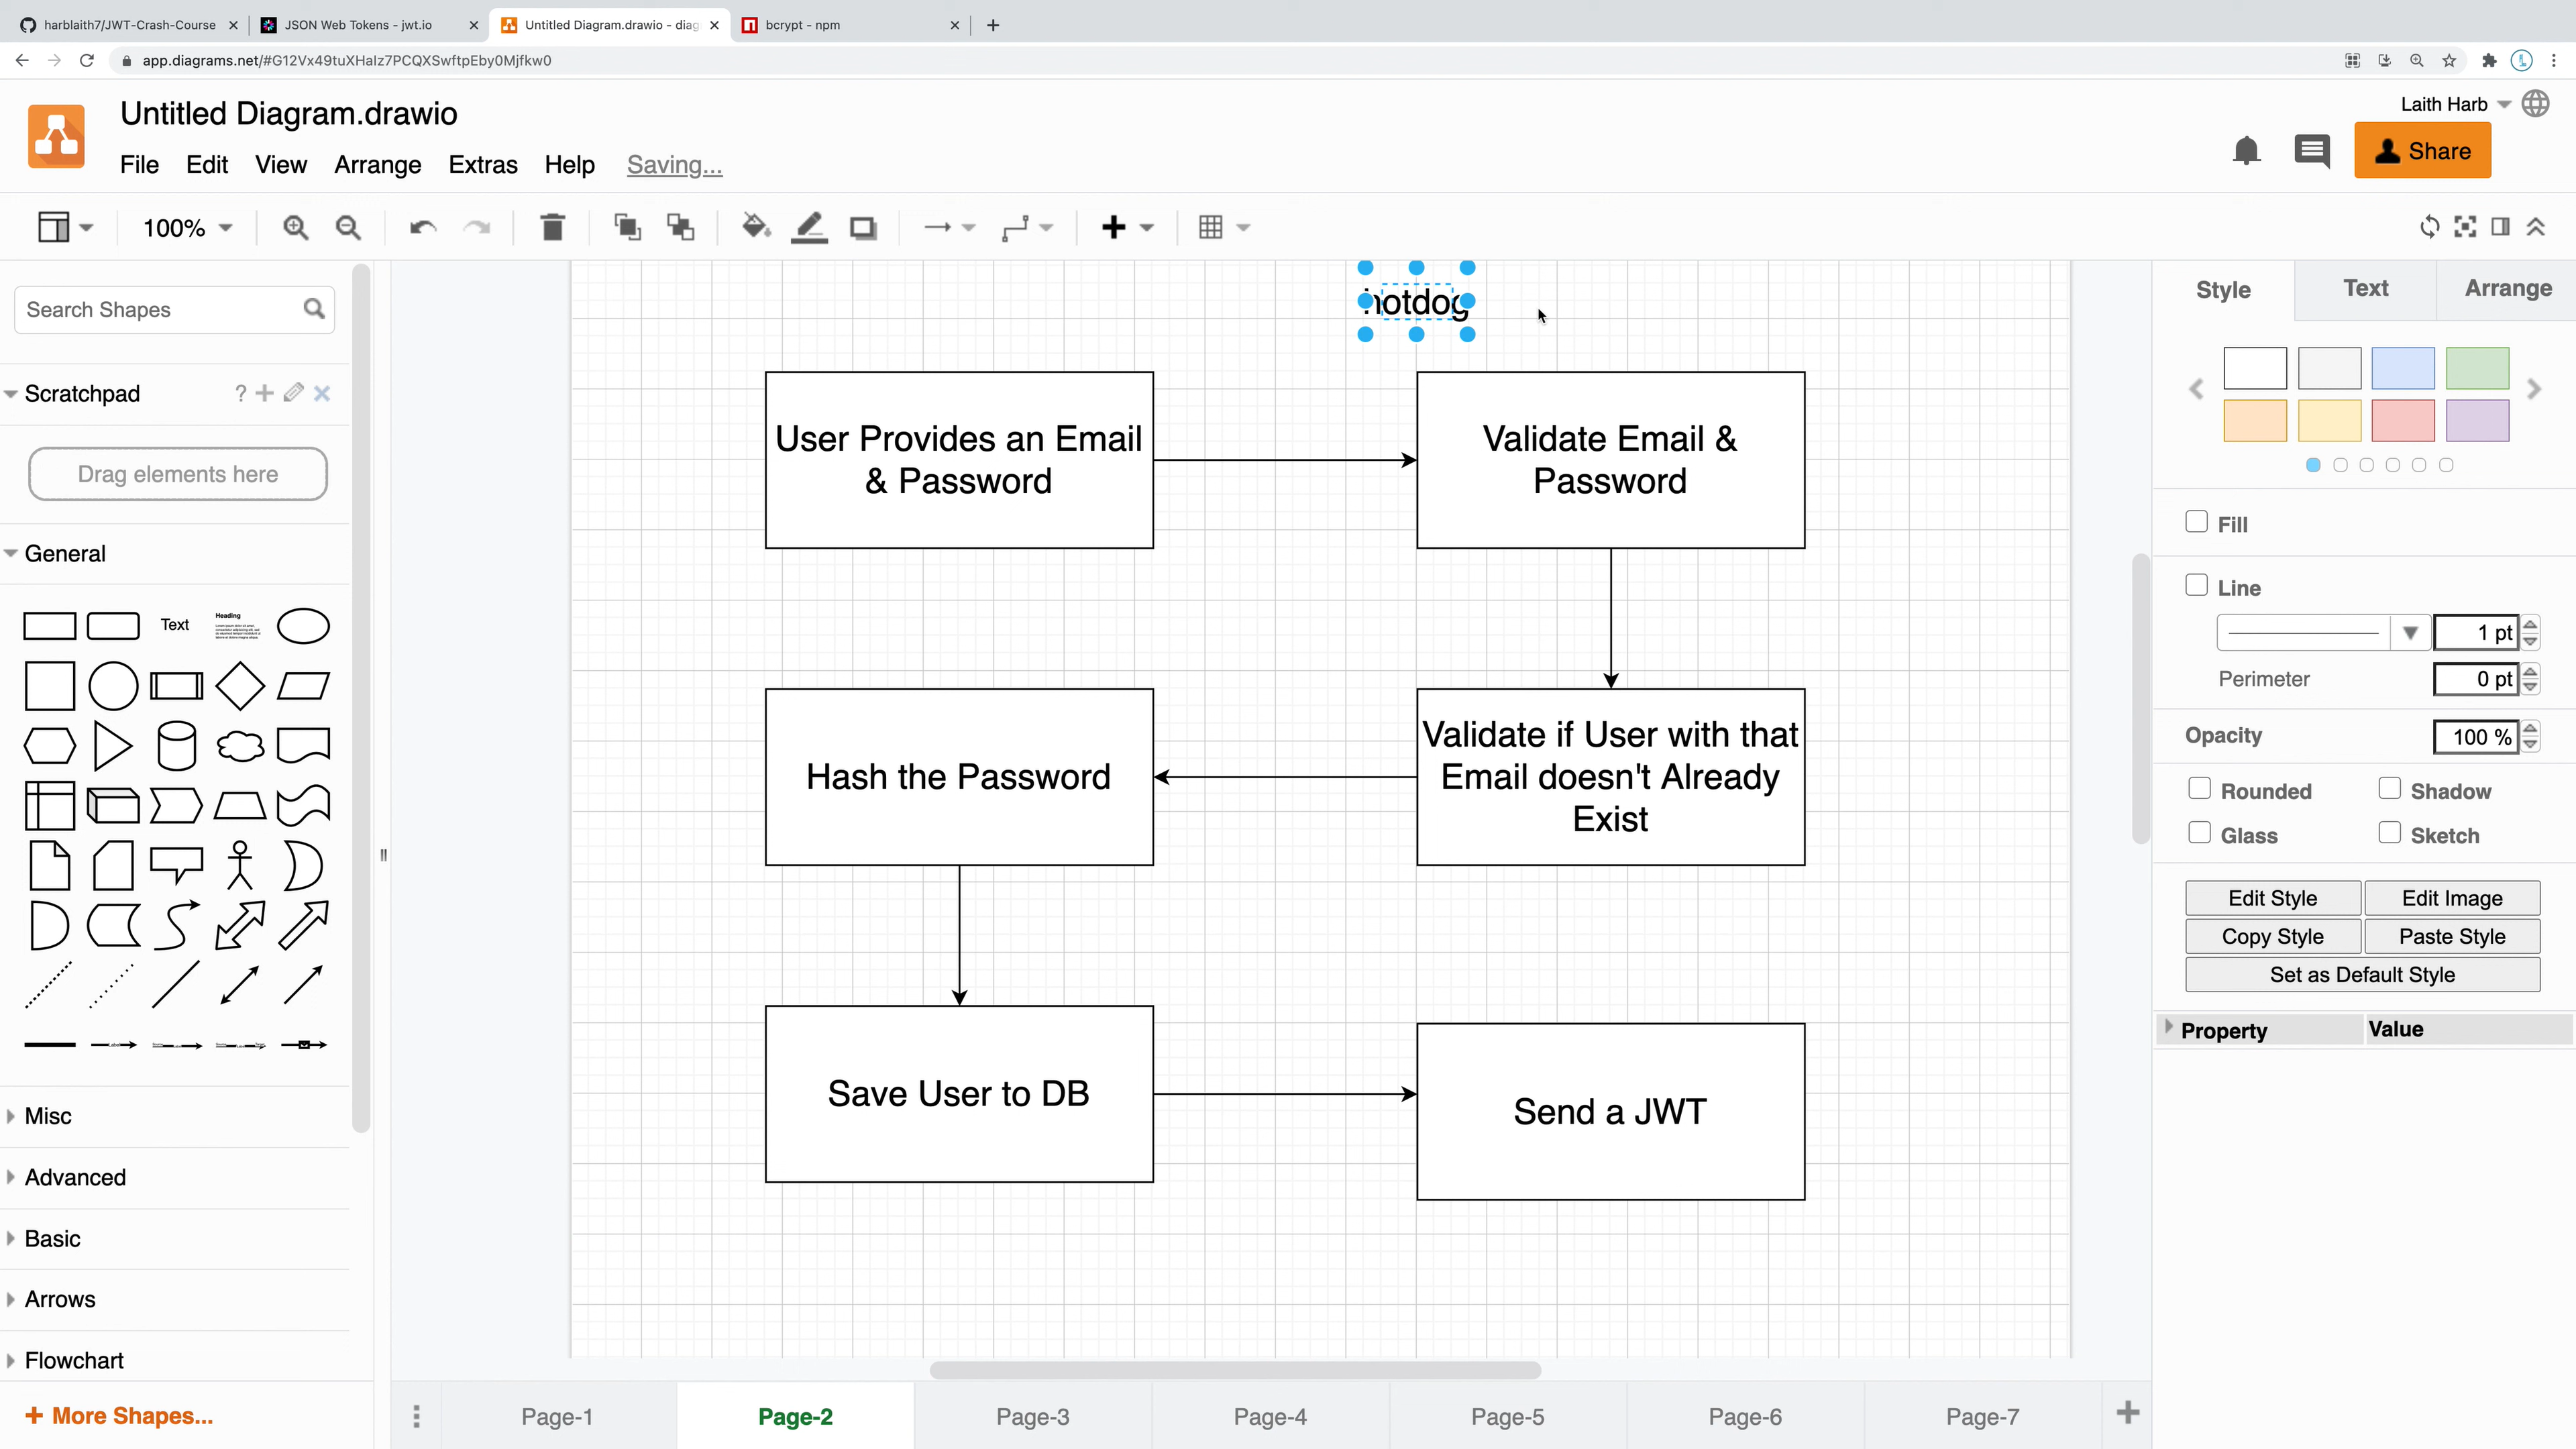 harblaith7/JWT-Crash-Course
JSON Web Tokens - jwt.io
Untitled Diagram.drawio - diag
bcrypt - npm
app.diagrams.net/#G12Vx49tuXHalz7PCQXSwftpEby0Mjfkw0
Untitled Diagram.drawio
Laith Harb
File Edit View Arrange Extras Help Saving...
Share
100%
Search Shapes
Scratchpad
?
Drag elements here
General
Text
Heading
Misc
Advanced
Basic
Arrows
Flowchart
+ More Shapes...
hotdog
User Provides an Email
& Password
Validate Email &
Password
Validate if User with that
Email doesn't Already
Exist
Hash the Password
Save User to DB
Send a JWT
Page-1
Page-2
Page-3
Page-4
Page-5
Page-6
Page-7
Style
Text
Arrange
Fill
Line
1 pt
Perimeter
0 pt
Opacity
100 %
Rounded
Shadow
Glass
Sketch
Edit Style
Edit Image
Copy Style
Paste Style
Set as Default Style
Property
Value